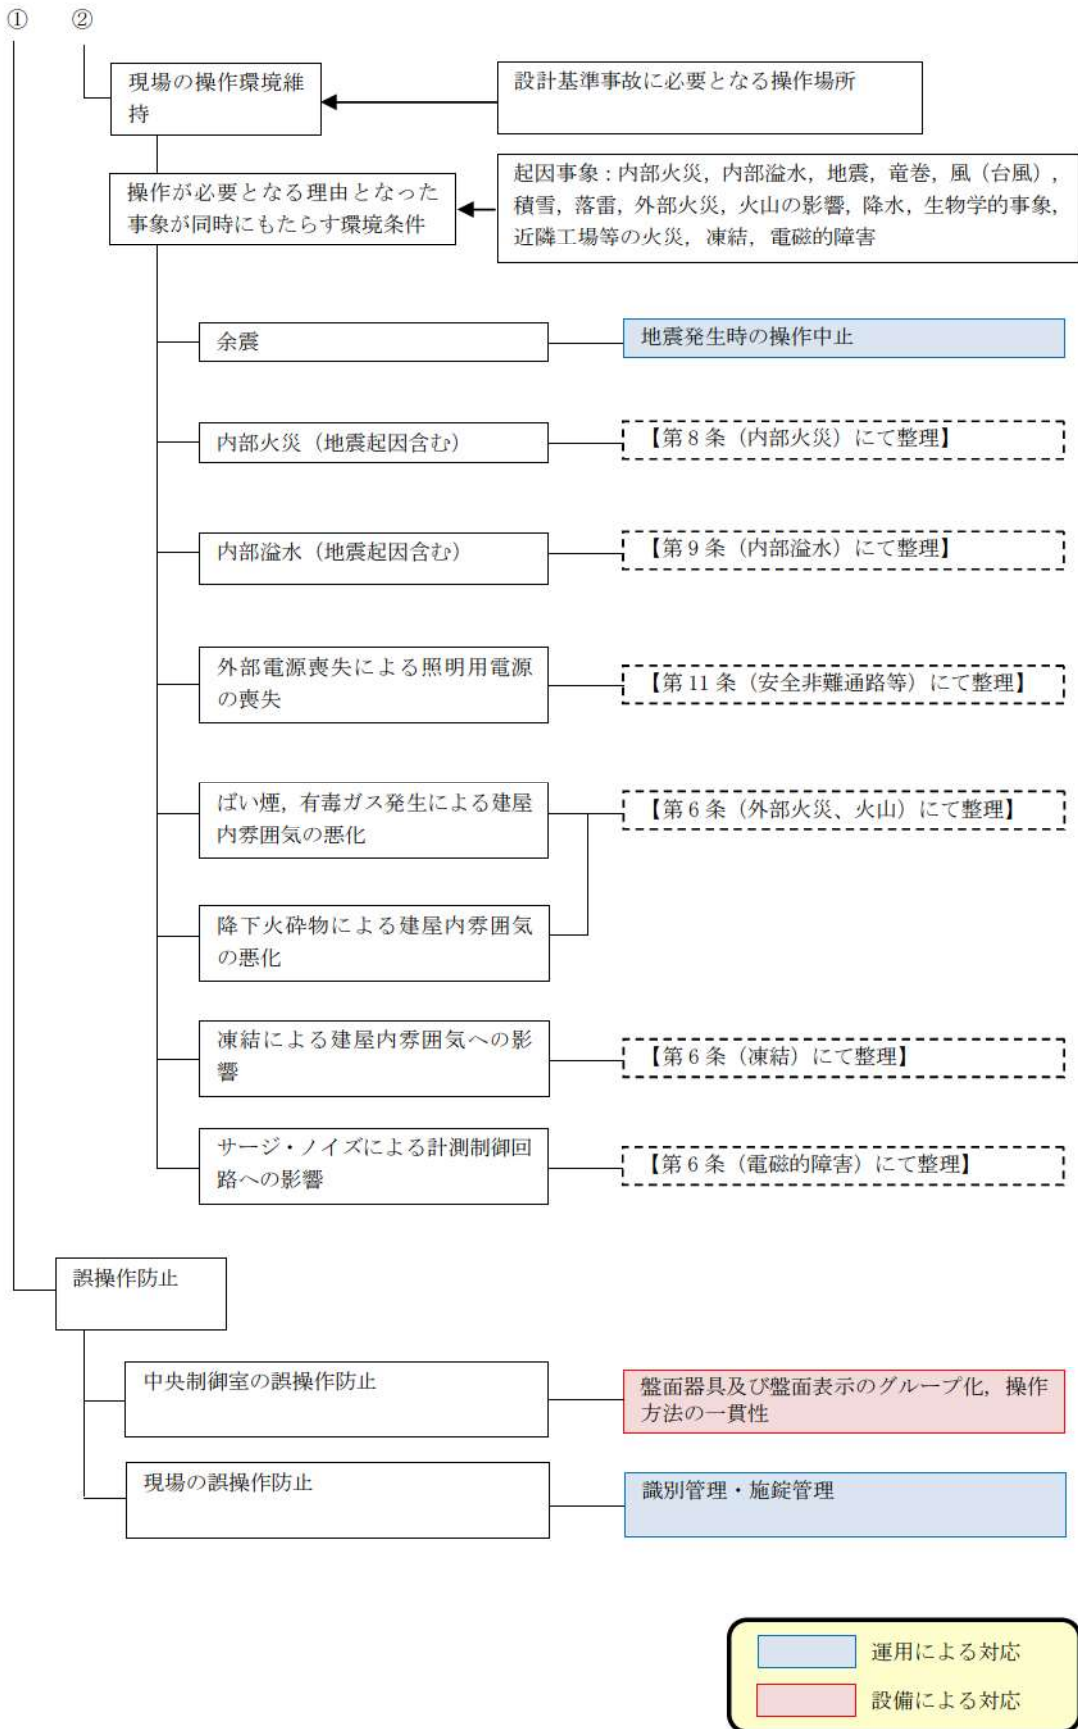 ① ②
現場の操作環境維
持
設計基準事故に必要となる操作場所
操作が必要となる理由となった
事象が同時にもたらす環境条件
起因事象：内部火災，内部溢水，地震，竜巻，風（台風），
積雪，落雷，外部火災，火山の影響，降水，生物学的事象，
近隣工場等の火災，凍結，電磁的障害
余震
地震発生時の操作中止
内部火災（地震起因含む）
【第8条（内部火災）にて整理】
内部溢水（地震起因含む）
【第9条（内部溢水）にて整理】
外部電源喪失による照明用電源
の喪失
【第11条（安全非難通路等）にて整理】
ばい煙，有毒ガス発生による建屋
内雰囲気の悪化
【第6条（外部火災、火山）にて整理】
降下火砕物による建屋内雰囲気
の悪化
凍結による建屋内雰囲気への影
響
【第6条（凍結）にて整理】
サージ・ノイズによる計測制御回
路への影響
【第6条（電磁的障害）にて整理】
誤操作防止
中央制御室の誤操作防止
盤面器具及び盤面表示のグループ化，操作
方法の一貫性
現場の誤操作防止
識別管理・施錠管理
運用による対応
設備による対応